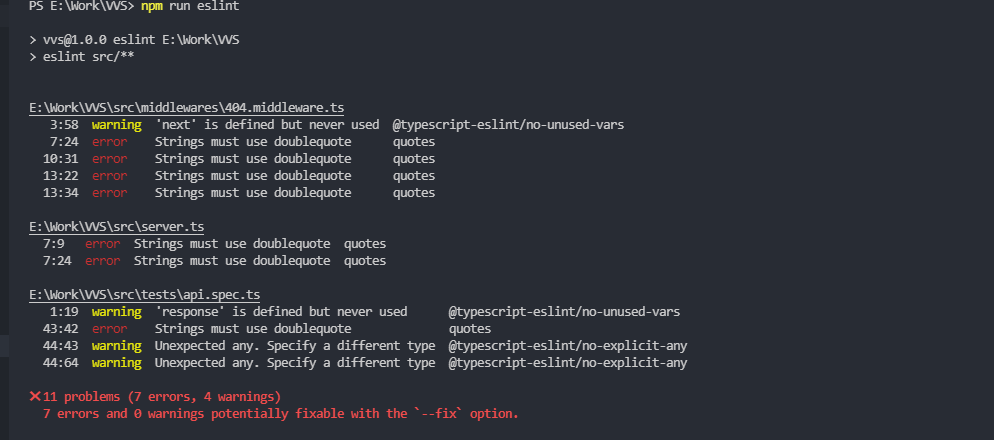 PS E:\Work\VVS> npm run eslint
> vvs@1.0.0 eslint E:\Work\VVS
> eslint src/**
E:\Work\VVS\src\middlewares\404.middleware.ts
3:58 warning 'next' is defined but never used @typescript-eslint/no-unused-vars
7:24 error Strings must use doublequote quotes
10:31 error Strings must use doublequote quotes
13:22 error Strings must use doublequote quotes
13:34 error Strings must use doublequote quotes
E:\Work\VVS\src\server.ts
7:9 error Strings must use doublequote quotes
7:24 error Strings must use doublequote quotes
E:\Work\VVS\src\tests\api.spec.ts
1:19 warning 'response' is defined but never used @typescript-eslint/no-unused-vars
43:42 error Strings must use doublequote quotes
44:43 warning Unexpected any. Specify a different type @typescript-eslint/no-explicit-any
44:64 warning Unexpected any. Specify a different type @typescript-eslint/no-explicit-any
✖ 11 problems (7 errors, 4 warnings)
7 errors and 0 warnings potentially fixable with the `--fix` option.